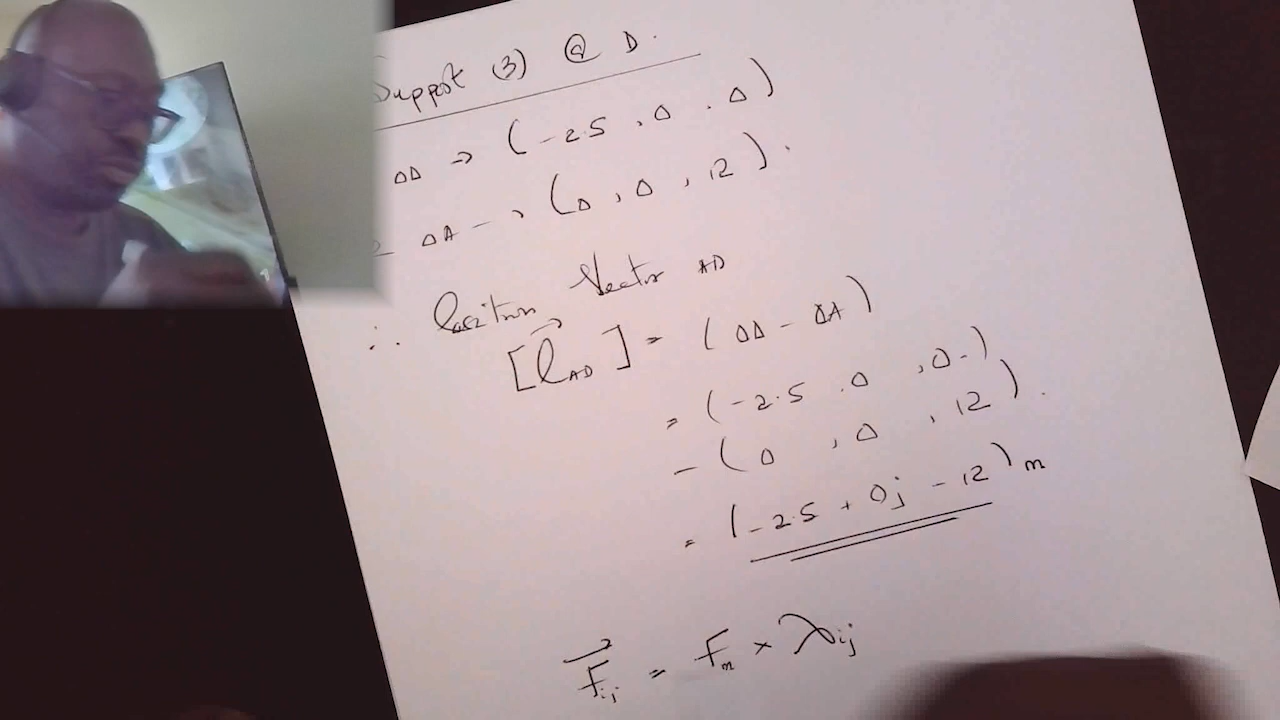 Support (3) @ D.
OD → (-2.5, 0, 0)
OA → (0, 0, 12).
∴ Position Vector AD
[l⃗AD] = (OD - OA)
= (-2.5, 0, 0.)
- (0, 0, 12).
= (-2.5 + 0j - 12) m
F⃗ij = Fm × λij